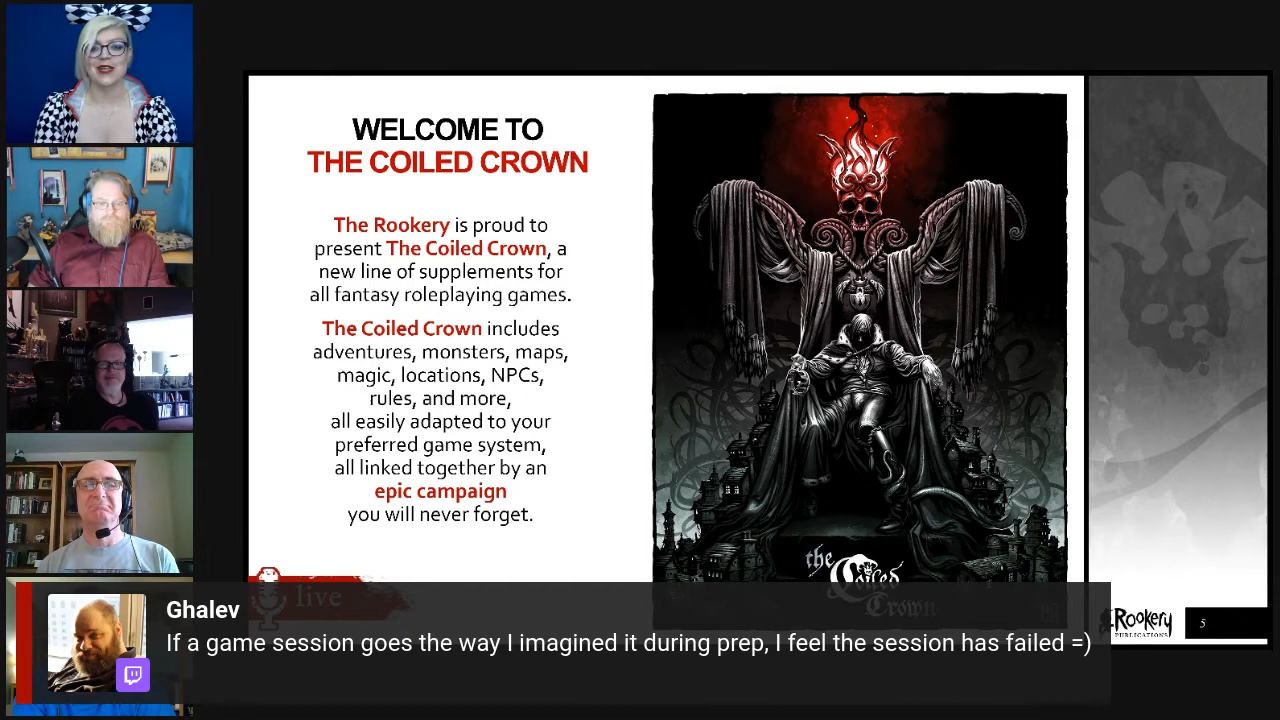 WELCOME TO
THE COILED CROWN
The Rookery is proud to
present The Coiled Crown, a
new line of supplements for
all fantasy roleplaying games.
The Coiled Crown includes
adventures, monsters, maps,
magic, locations, NPCs,
rules, and more,
all easily adapted to your
preferred game system,
all linked together by an
epic campaign
you will never forget.
the
Coiled
Crown
live
Rookery
PUBLICATIONS
5
Ghalev
If a game session goes the way I imagined it during prep, I feel the session has failed =)